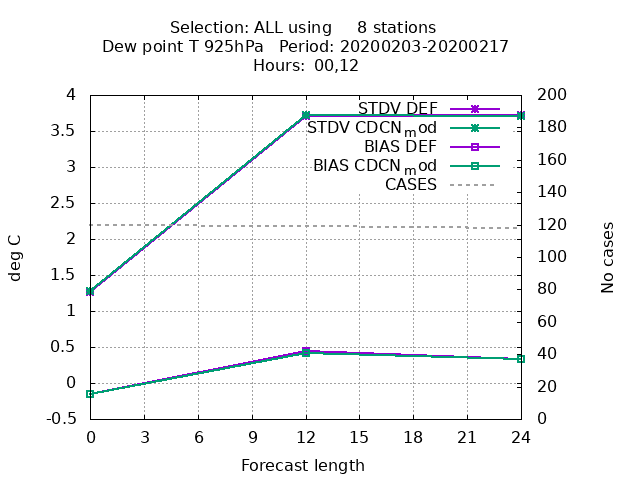 Selection: ALL using     8 stations
Dew point T 925hPa   Period: 20200203-20200217
Hours:  00,12
4
3.5
3
2.5
2
1.5
1
0.5
0
-0.5
deg C
200
180
160
140
120
100
80
60
40
20
0
No cases
STDV DEF
STDV CDCNmod
BIAS DEF
BIAS CDCNmod
CASES
0 3 6 9 12 15 18 21 24
Forecast length